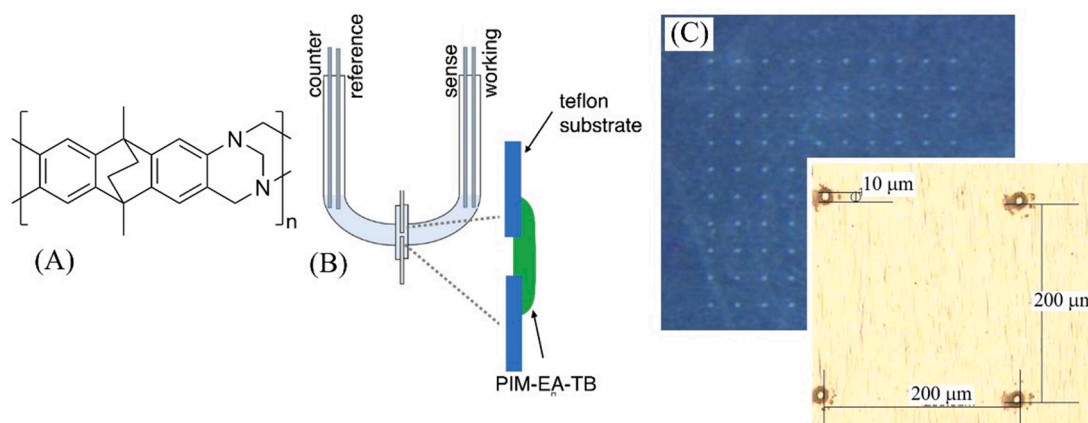 N
N
n
(A)
counter
reference
sense
working
(B)
teflon
substrate
PIM-EA-TB
n
(C)
10 µm
200 µm
200 µm